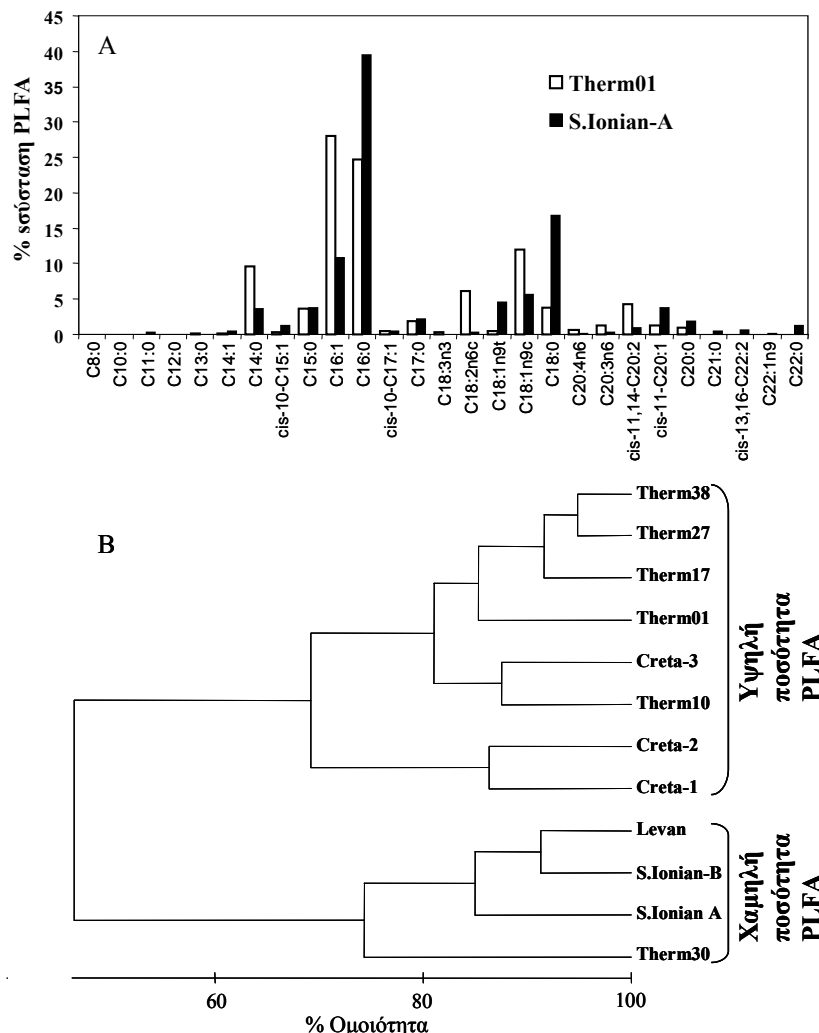 A
% sσύσταση PLFA
45
40
35
30
25
20
15
10
5
0
Therm01
S.Ionian-A
C8:0
C10:0
C11:0
C12:0
C13:0
C14:1
C14:0
cis-10-C15:1
C15:0
C16:1
C16:0
cis-10-C17:1
C17:0
C18:3n3
C18:2n6c
C18:1n9t
C18:1n9c
C18:0
C20:4n6
C20:3n6
cis-11,14-C20:2
cis-11-C20:1
C20:0
C21:0
cis-13,16-C22:2
C22:1n9
C22:0
B
Therm38
Therm27
Therm17
Therm01
Creta-3
Therm10
Creta-2
Creta-1
Υψηλή
ποσότητα
PLFA
Levan
S.Ionian-B
S.Ionian A
Therm30
Χαμηλή
ποσότητα
PLFA
60
80
100
% Ομοιότητα